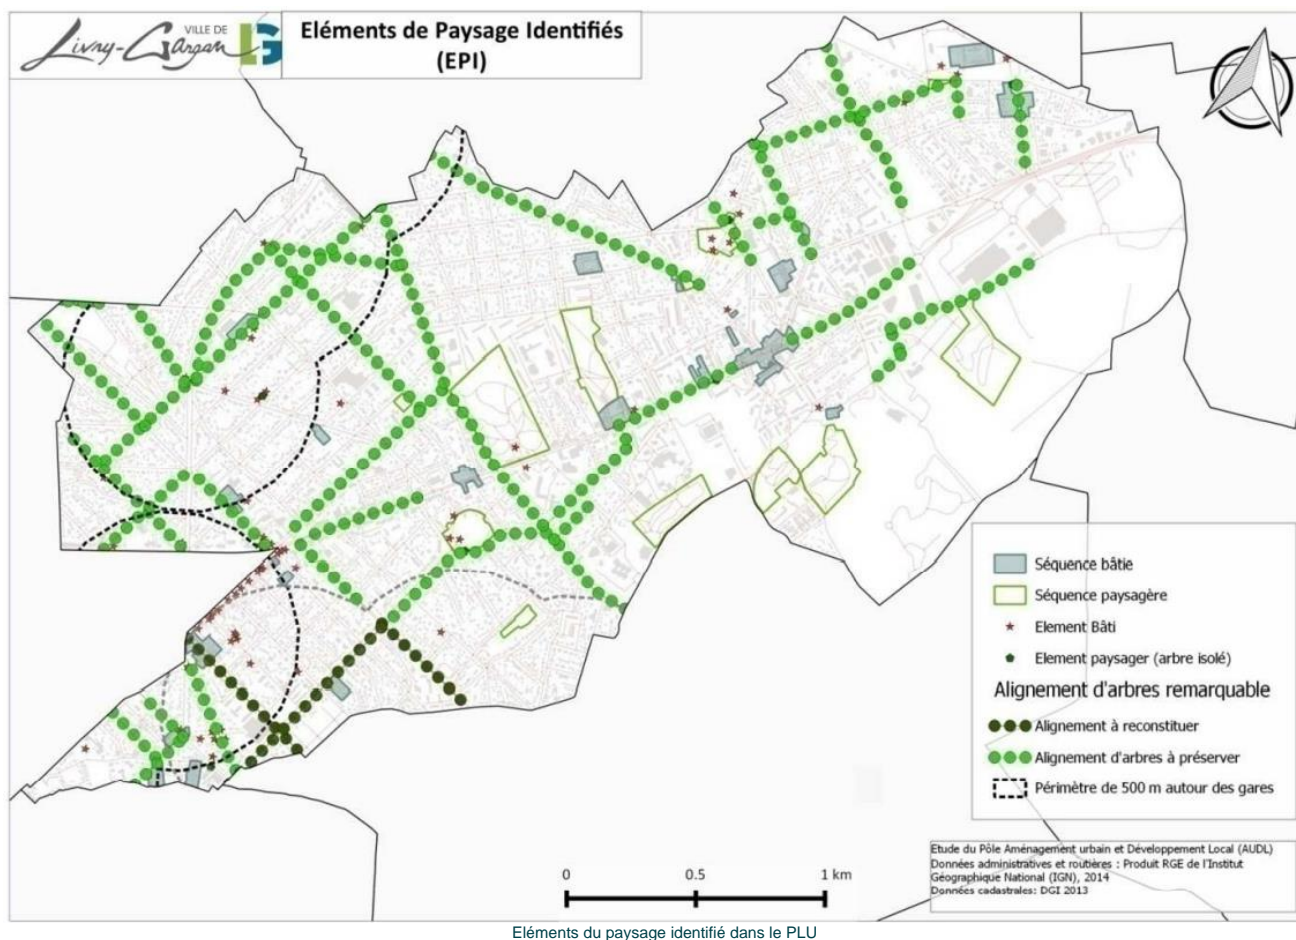 Livry-Gargan
VILLE DE
LG
Eléments de Paysage Identifiés
(EPI)
Séquence bâtie
Séquence paysagère
Element Bâti
Element paysager (arbre isolé)
Alignement d'arbres remarquable
Alignement à reconstituer
Alignement d'arbres à préserver
Périmètre de 500 m autour des gares
Etude du Pôle Aménagement urbain et Développement Local (AUDL)
Données administratives et routières : Produit RGE de l'Institut
Géographique National (IGN), 2014
Données cadastrales: DGI 2013
0 0.5 1 km
Eléments du paysage identifié dans le PLU